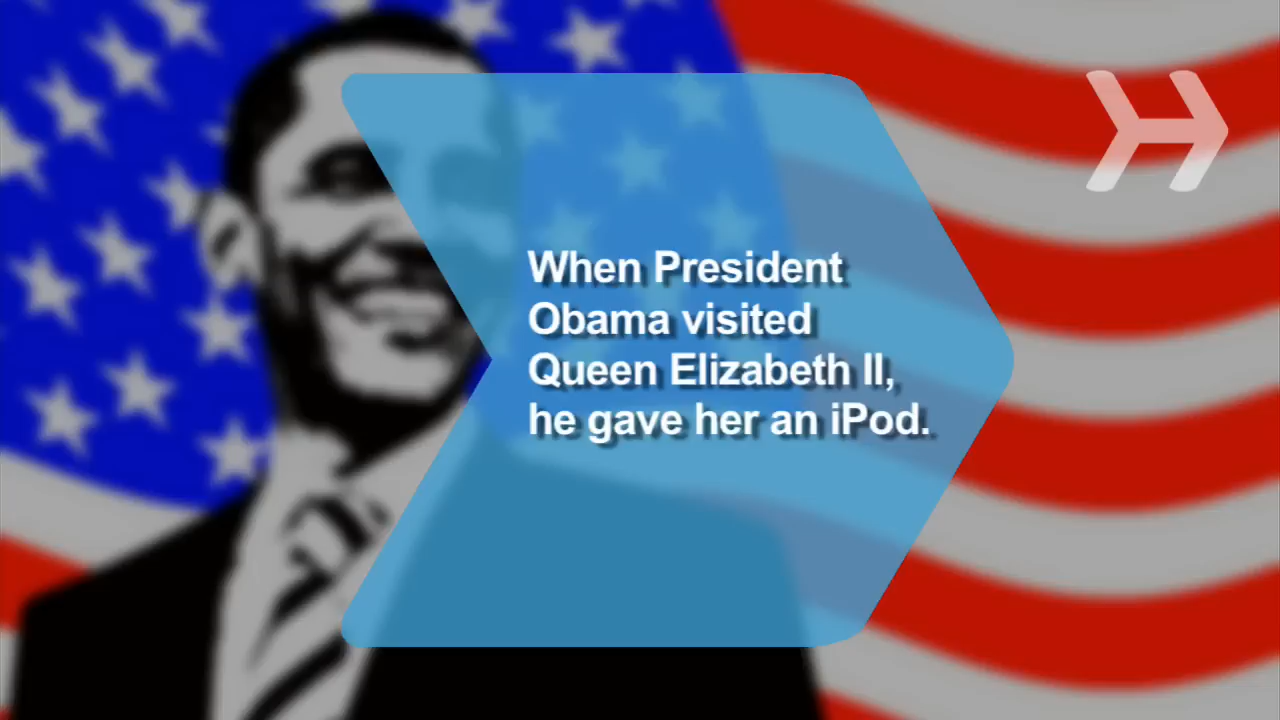 When President
Obama visited
Queen Elizabeth II,
he gave her an iPod.